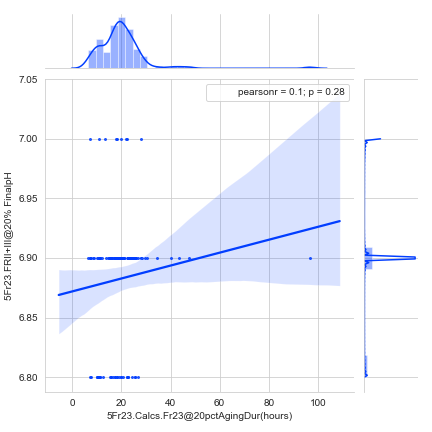 7.05
pearsonr = 0.1; p = 0.28
7.00
6.95
6.90
6.85
6.80
5Fr23.FRII+III@20% FinalpH
0 20 40 60 80 100
5Fr23.Calcs.Fr23@20pctAgingDur(hours)